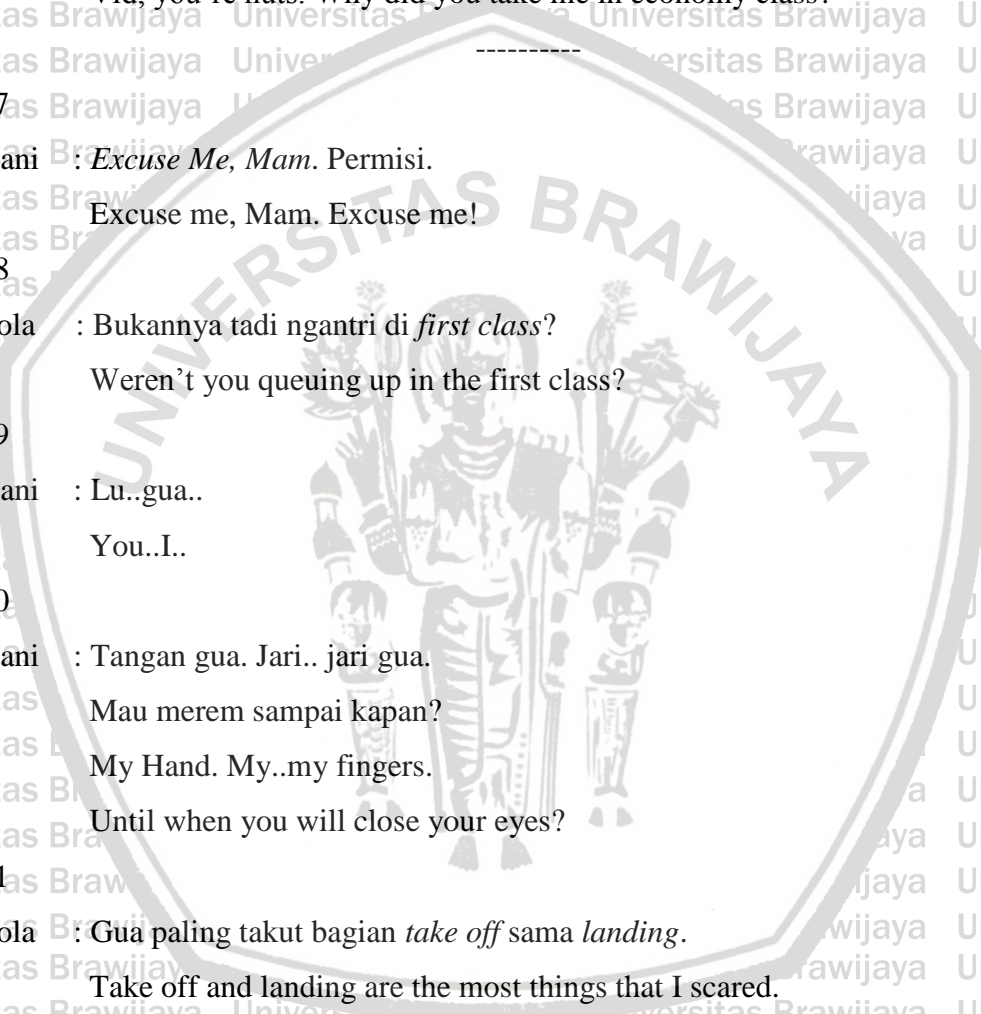 Vid, you're nuts. Why did you take me in economy class?
----------
7
ani : Excuse Me, Mam. Permisi.
Excuse me, Mam. Excuse me!
8
ola : Bukannya tadi ngantri di first class?
Weren't you queuing up in the first class?
9
ani : Lu..gua..
You..I..
0
ani : Tangan gua. Jari.. jari gua.
Mau merem sampai kapan?
My Hand. My..my fingers.
Until when you will close your eyes?
1
ola : Gua paling takut bagian take off sama landing.
Take off and landing are the most things that I scared.
UNIVERSITAS BRAWIJAYA